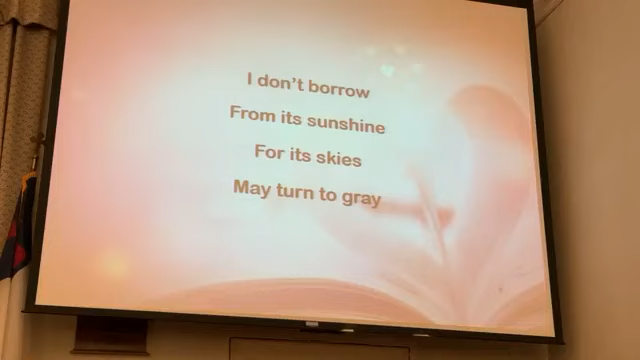 I don't borrow
From its sunshine
For its skies
May turn to gray